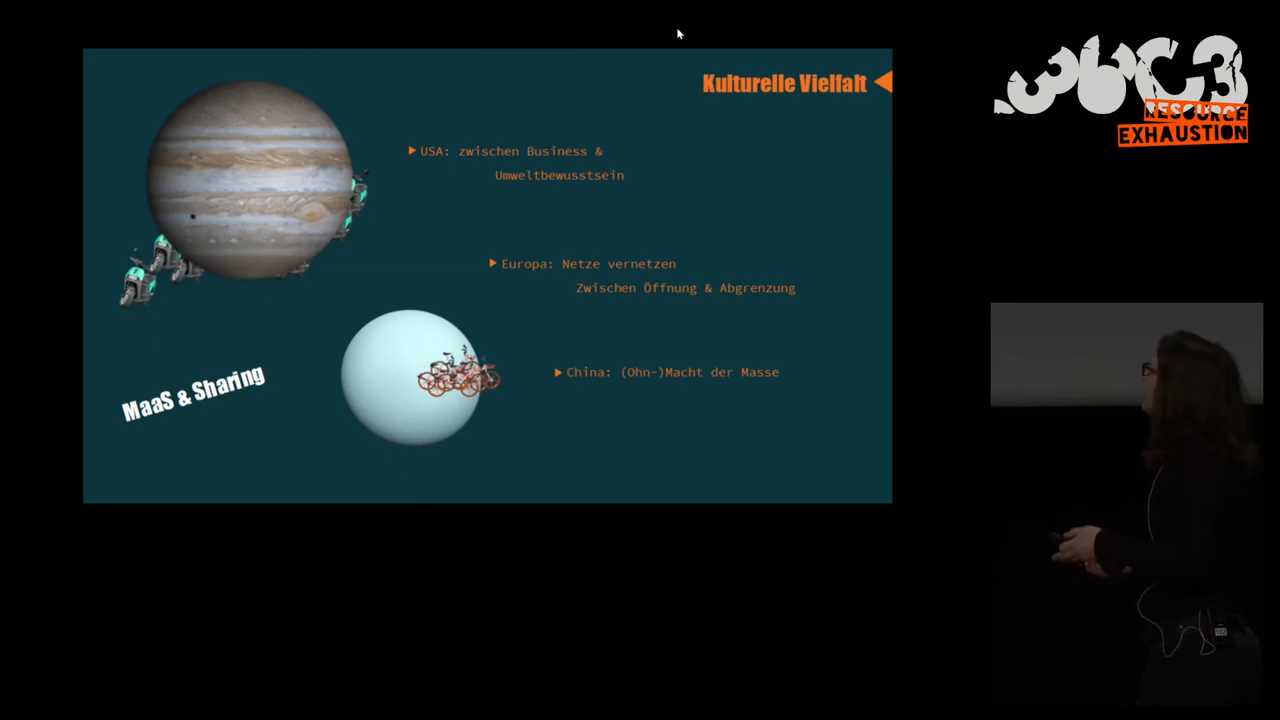 Kulturelle Vielfalt
USA: zwischen Business &
Umweltbewusstsein
Europa: Netze vernetzen
Zwischen Öffnung & Abgrenzung
China: (Ohn-)Macht der Masse
MaaS & Sharing
36C3
RESOURCE
EXHAUSTION